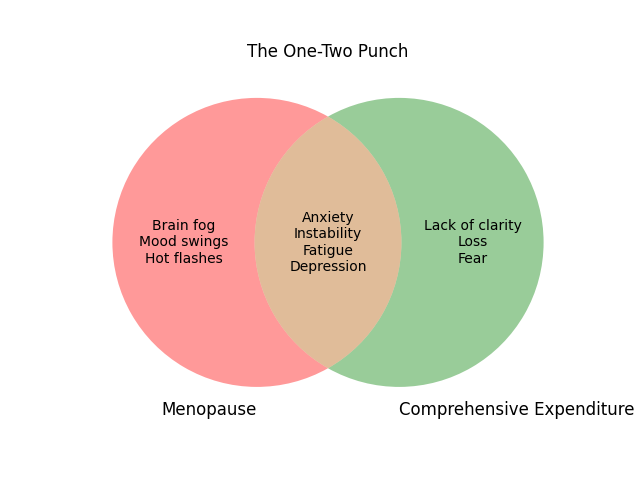 The One-Two Punch
Brain fog
Mood swings
Hot flashes
Anxiety
Instability
Fatigue
Depression
Lack of clarity
Loss
Fear
Menopause
Comprehensive Expenditure